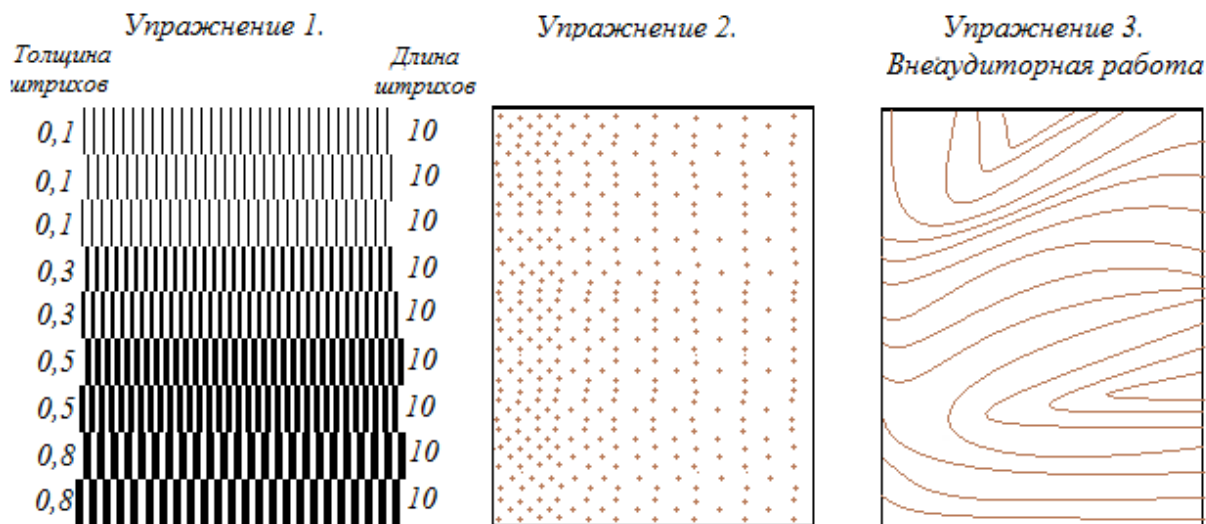 Упражнение 1.
Толщина
штрихов
Длина
штрихов
0,1 10
0,1 10
0,1 10
0,3 10
0,3 10
0,5 10
0,5 10
0,8 10
0,8 10
Упражнение 2.
Упражнение 3.
Внеаудиторная работа